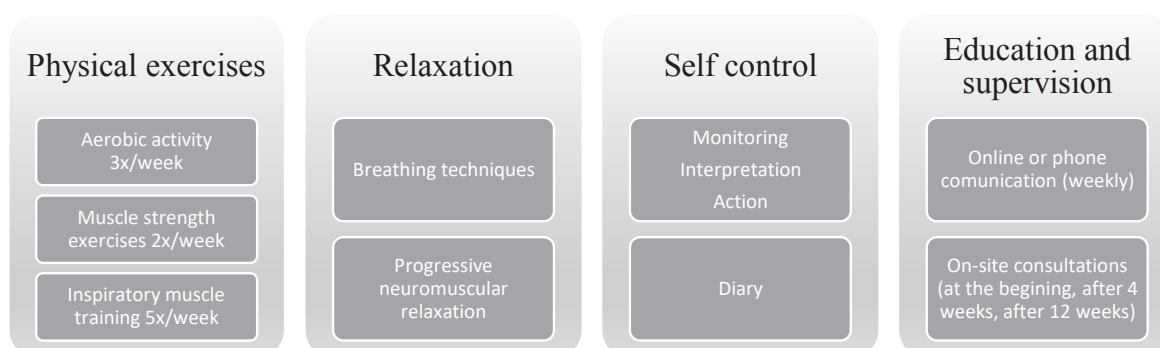 Physical exercises
Aerobic activity
3x/week
Muscle strength
exercises 2x/week
Inspiratory muscle
training 5x/week
Relaxation
Breathing techniques
Progressive
neuromuscular
relaxation
Self control
Monitoring
Interpretation
Action
Diary
Education and
supervision
Online or phone
comunication (weekly)
On-site consultations
(at the begining, after 4
weeks, after 12 weeks)